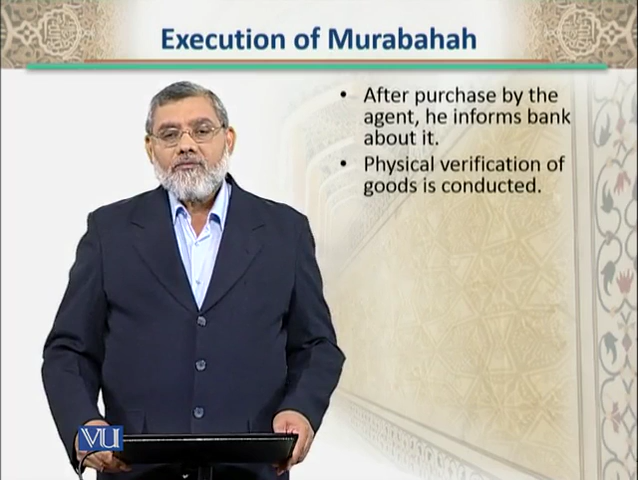 Execution of Murabahah
• After purchase by the
agent, he informs bank
about it.
• Physical verification of
goods is conducted.
VU